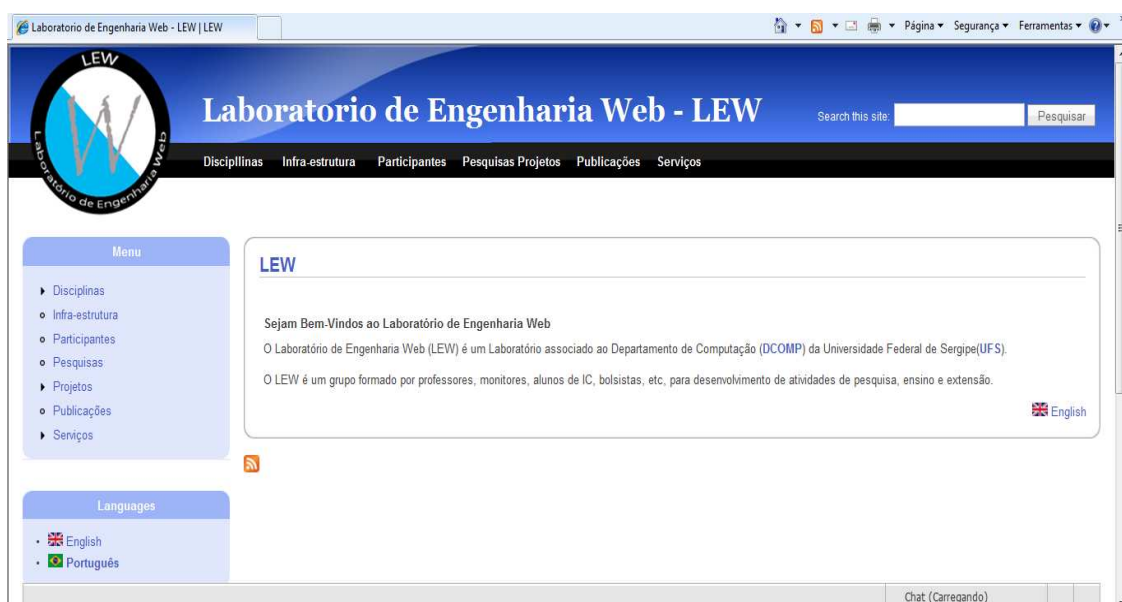 Laboratorio de Engenharia Web - LEW | LEW
Página Segurança Ferramentas
LEW
Laboratório de Engenharia Web
Laboratorio de Engenharia Web - LEW
Search this site:
Pesquisar
Discipllinas Infra-estrutura Participantes Pesquisas Projetos Publicações Serviços
Menu
Disciplinas
Infra-estrutura
Participantes
Pesquisas
Projetos
Publicações
Serviços
LEW
Sejam Bem-Vindos ao Laboratório de Engenharia Web
O Laboratório de Engenharia Web (LEW) é um Laboratório associado ao Departamento de Computação (DCOMP) da Universidade Federal de Sergipe(UFS).
O LEW é um grupo formado por professores, monitores, alunos de IC, bolsistas, etc, para desenvolvimento de atividades de pesquisa, ensino e extensão.
English
Languages
English
Português
Chat (Carregando)